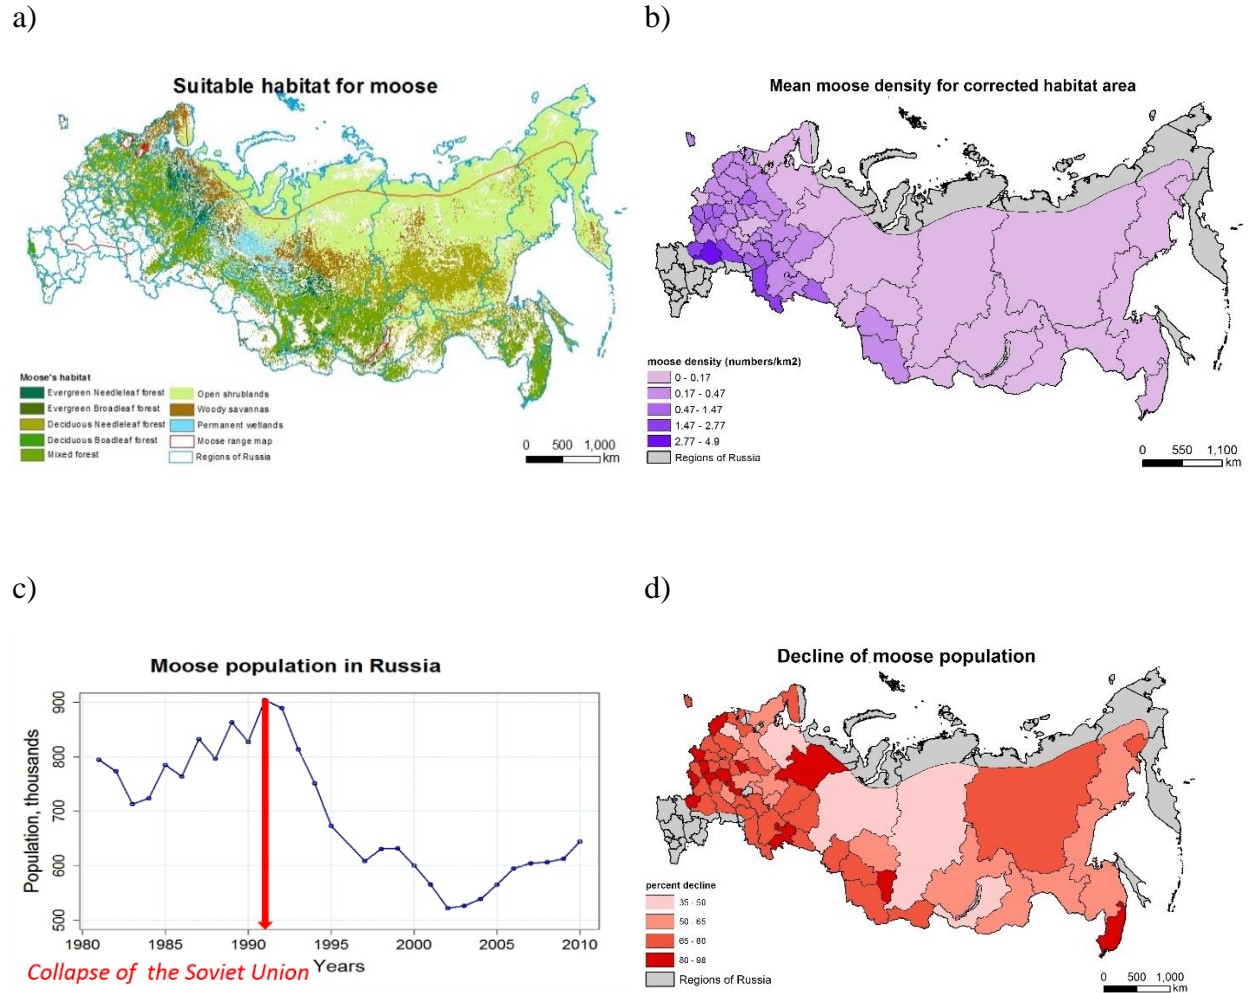 a)
Suitable habitat for moose
Moose's habitat
Evergreen Needleleaf forest
Evergreen Broadleaf forest
Deciduous Needleleaf forest
Deciduous Boadleaf forest
Mixed forest
Open shrublands
Woody savannas
Permanent wetlands
Moose range map
Regions of Russia
0 500 1,000
km
b)
Mean moose density for corrected habitat area
moose density (numbers/km2)
0 - 0.17
0.17 - 0.47
0.47- 1.47
1.47 - 2.77
2.77 - 4.9
Regions of Russia
0 550 1,100
km
c)
Moose population in Russia
Population, thousands
900
800
700
600
500
1980 1985 1990 1995 2000 2005 2010
Years
Collapse of the Soviet Union
d)
Decline of moose population
percent decline
35 - 50
50 - 65
65 - 80
80 - 98
Regions of Russia
0 500 1,000
km